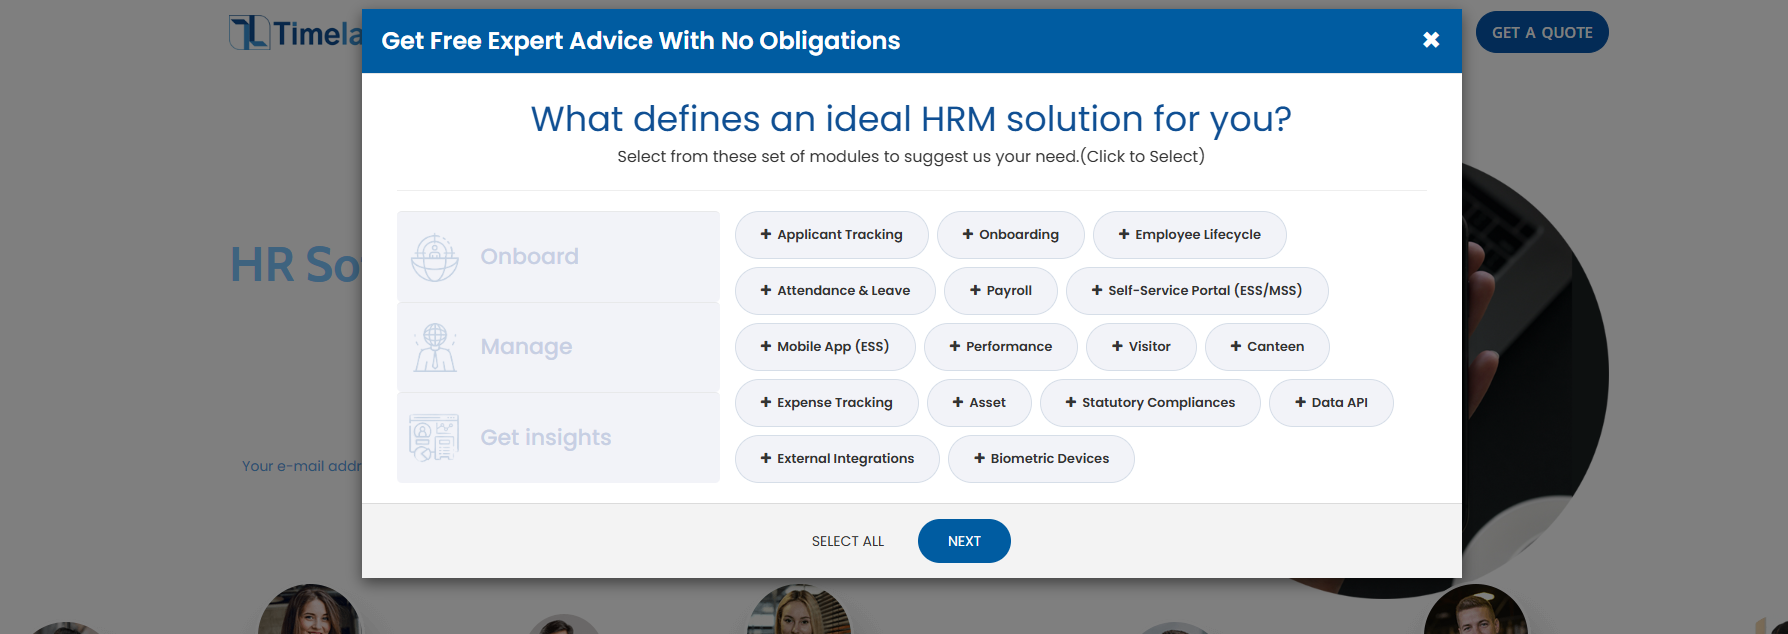 Timela
Get Free Expert Advice With No Obligations
GET A QUOTE
What defines an ideal HRM solution for you?
Select from these set of modules to suggest us your need.(Click to Select)
Onboard
Manage
Get insights
Applicant Tracking
Onboarding
Employee Lifecycle
Attendance & Leave
Payroll
Self-Service Portal (ESS/MSS)
Mobile App (ESS)
Performance
Visitor
Canteen
Expense Tracking
Asset
Statutory Compliances
Data API
External Integrations
Biometric Devices
HR So
Your e-mail addr
SELECT ALL
NEXT